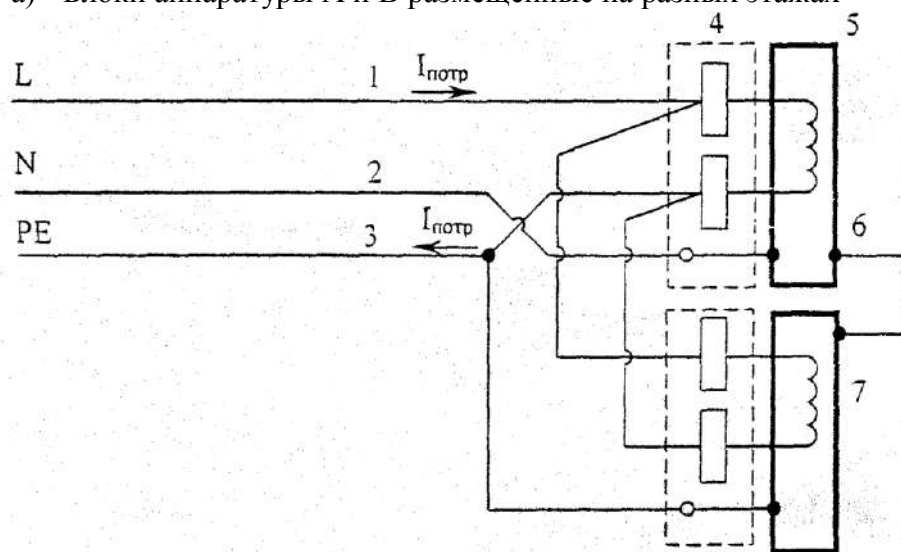 а) блоки аппаратуры А и В размещенные на разных этажах
4 5
L 1 Iпотр
N 2
PE 3 Iпотр 6
7